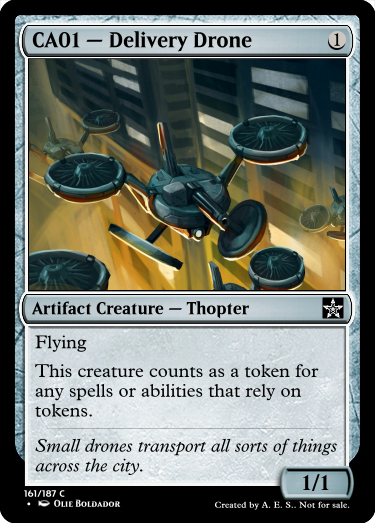 CA01 — Delivery Drone 1
Artifact Creature — Thopter
Flying
This creature counts as a token for
any spells or abilities that rely on
tokens.
Small drones transport all sorts of things
across the city.
1/1
161/187 C
• OLIE BOLDADOR
Created by A. E. S.. Not for sale.